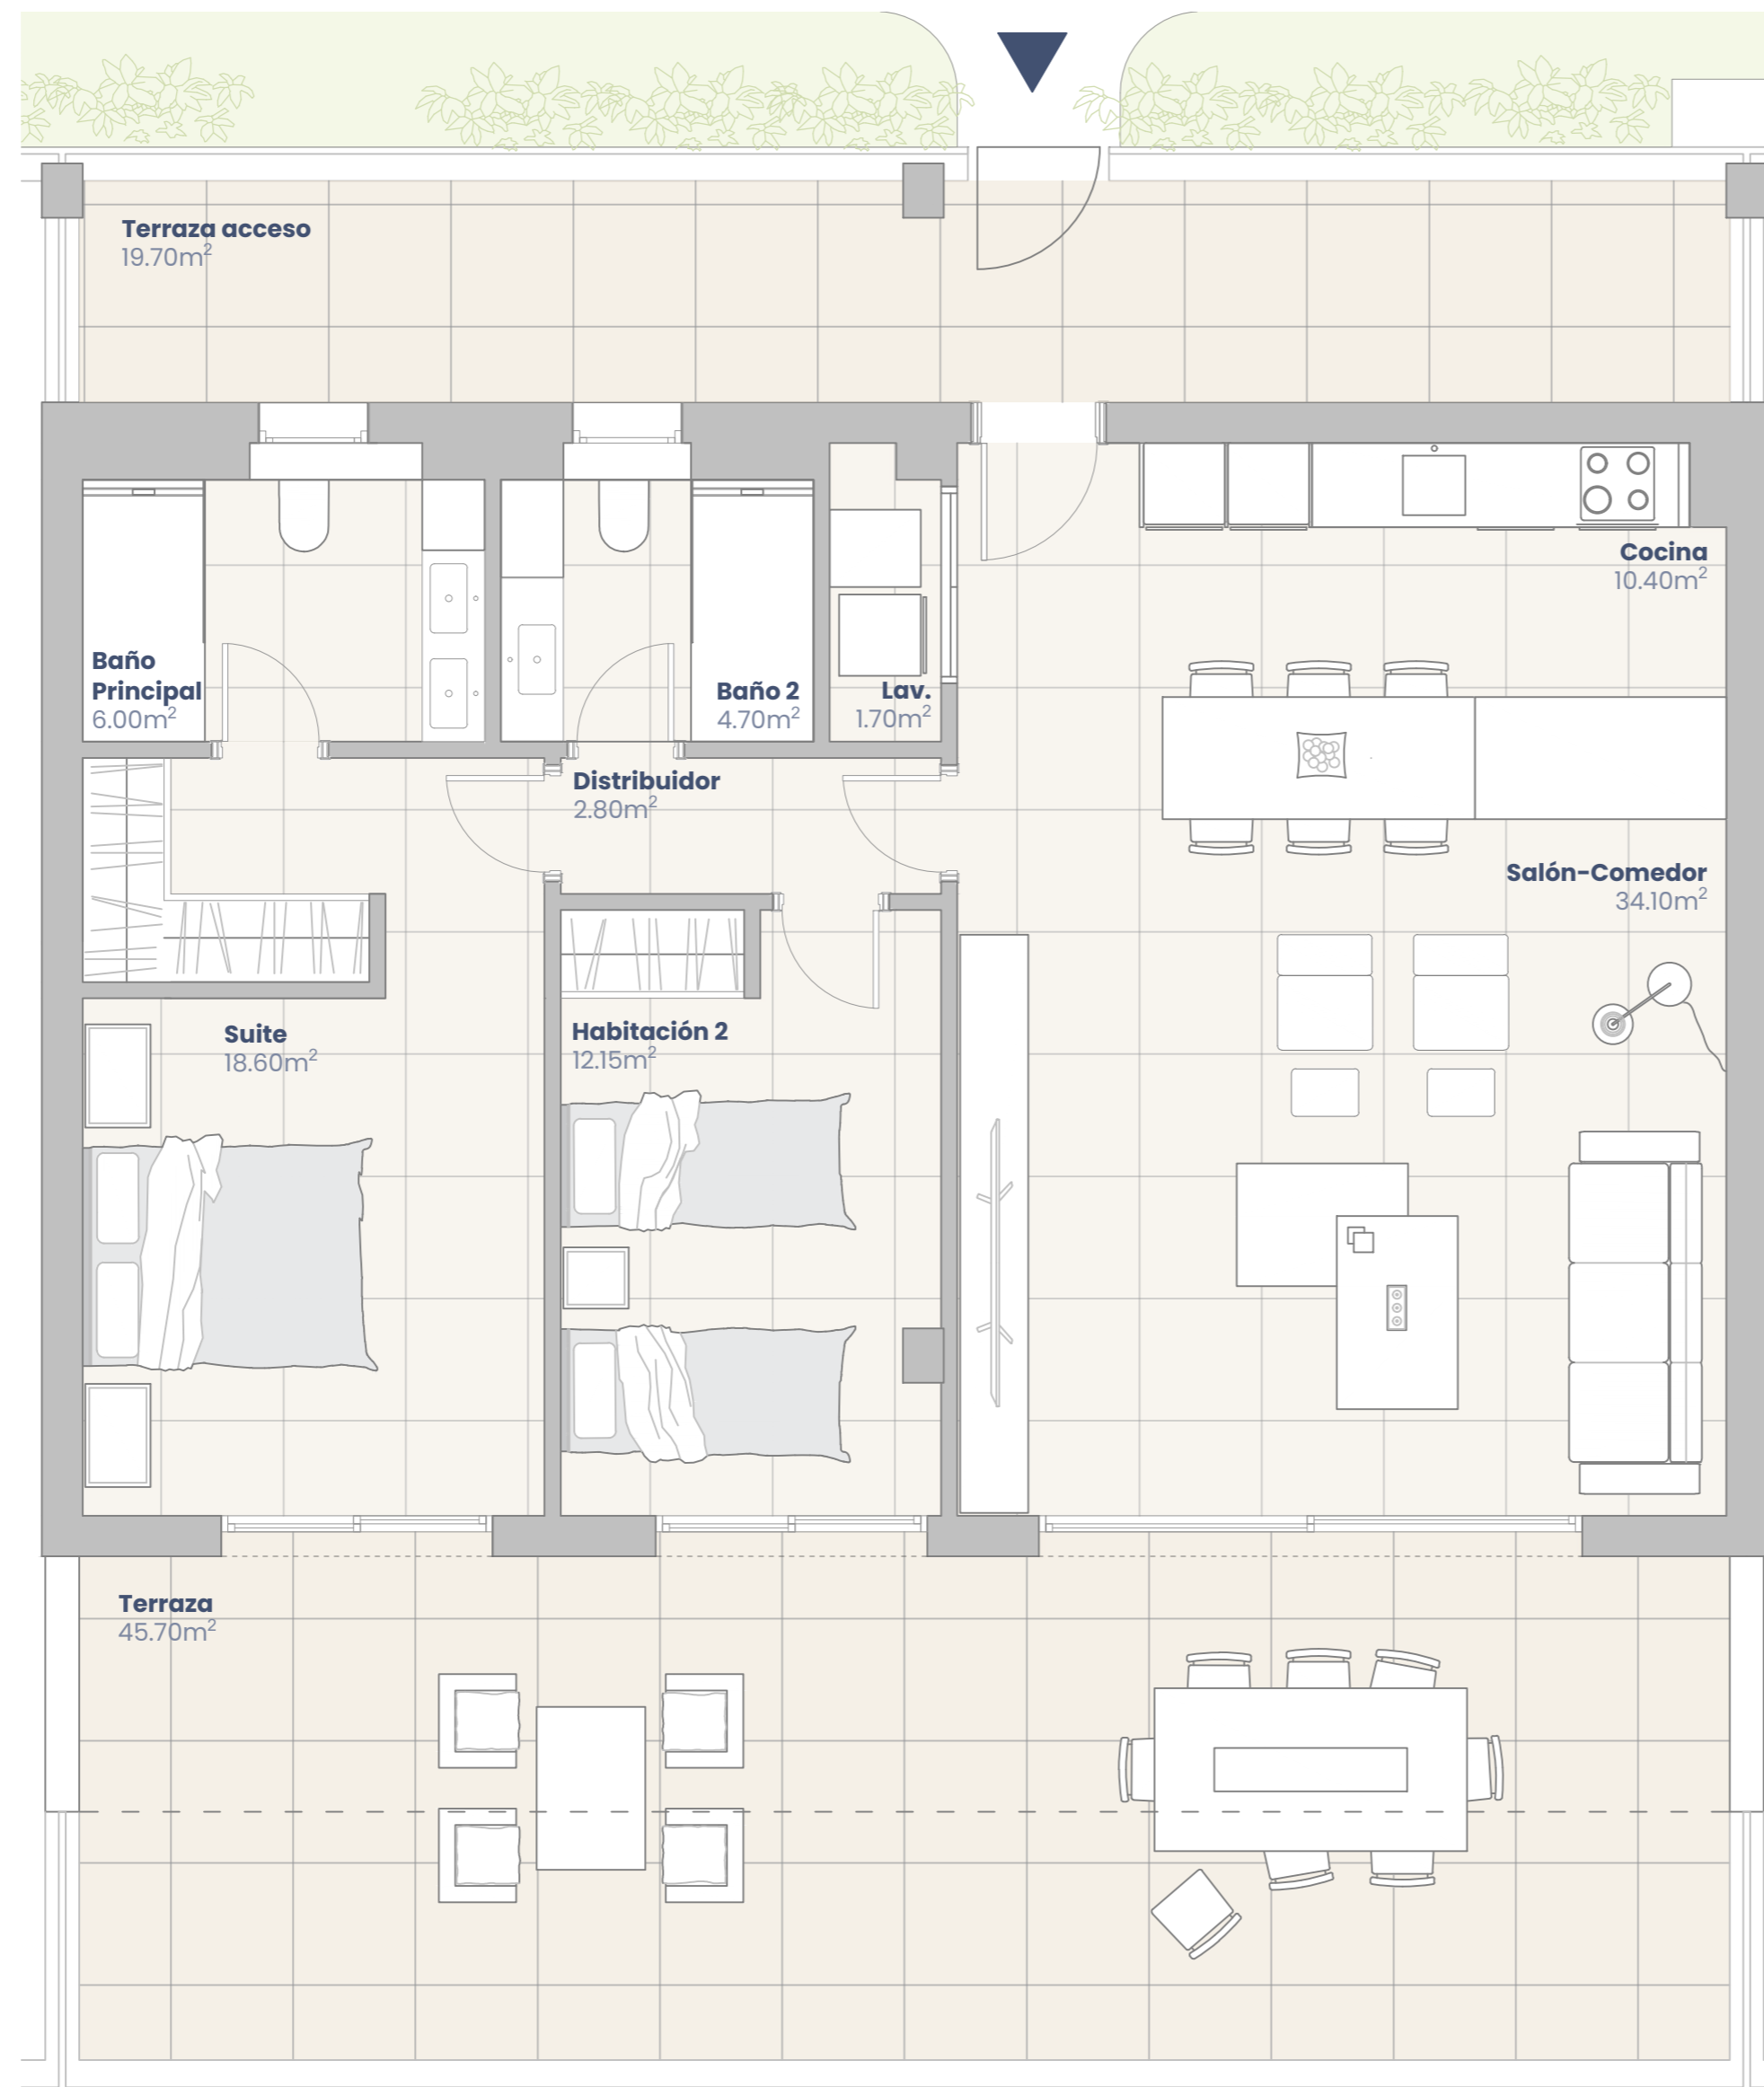 Terraza acceso
19.70m²
Cocina
10.40m²
Baño
Principal
6.00m²
Baño 2
4.70m²
Lav.
1.70m²
Distribuidor
2.80m²
Salón-Comedor
34.10m²
Suite
18.60m²
Habitación 2
12.15m²
Terraza
45.70m²